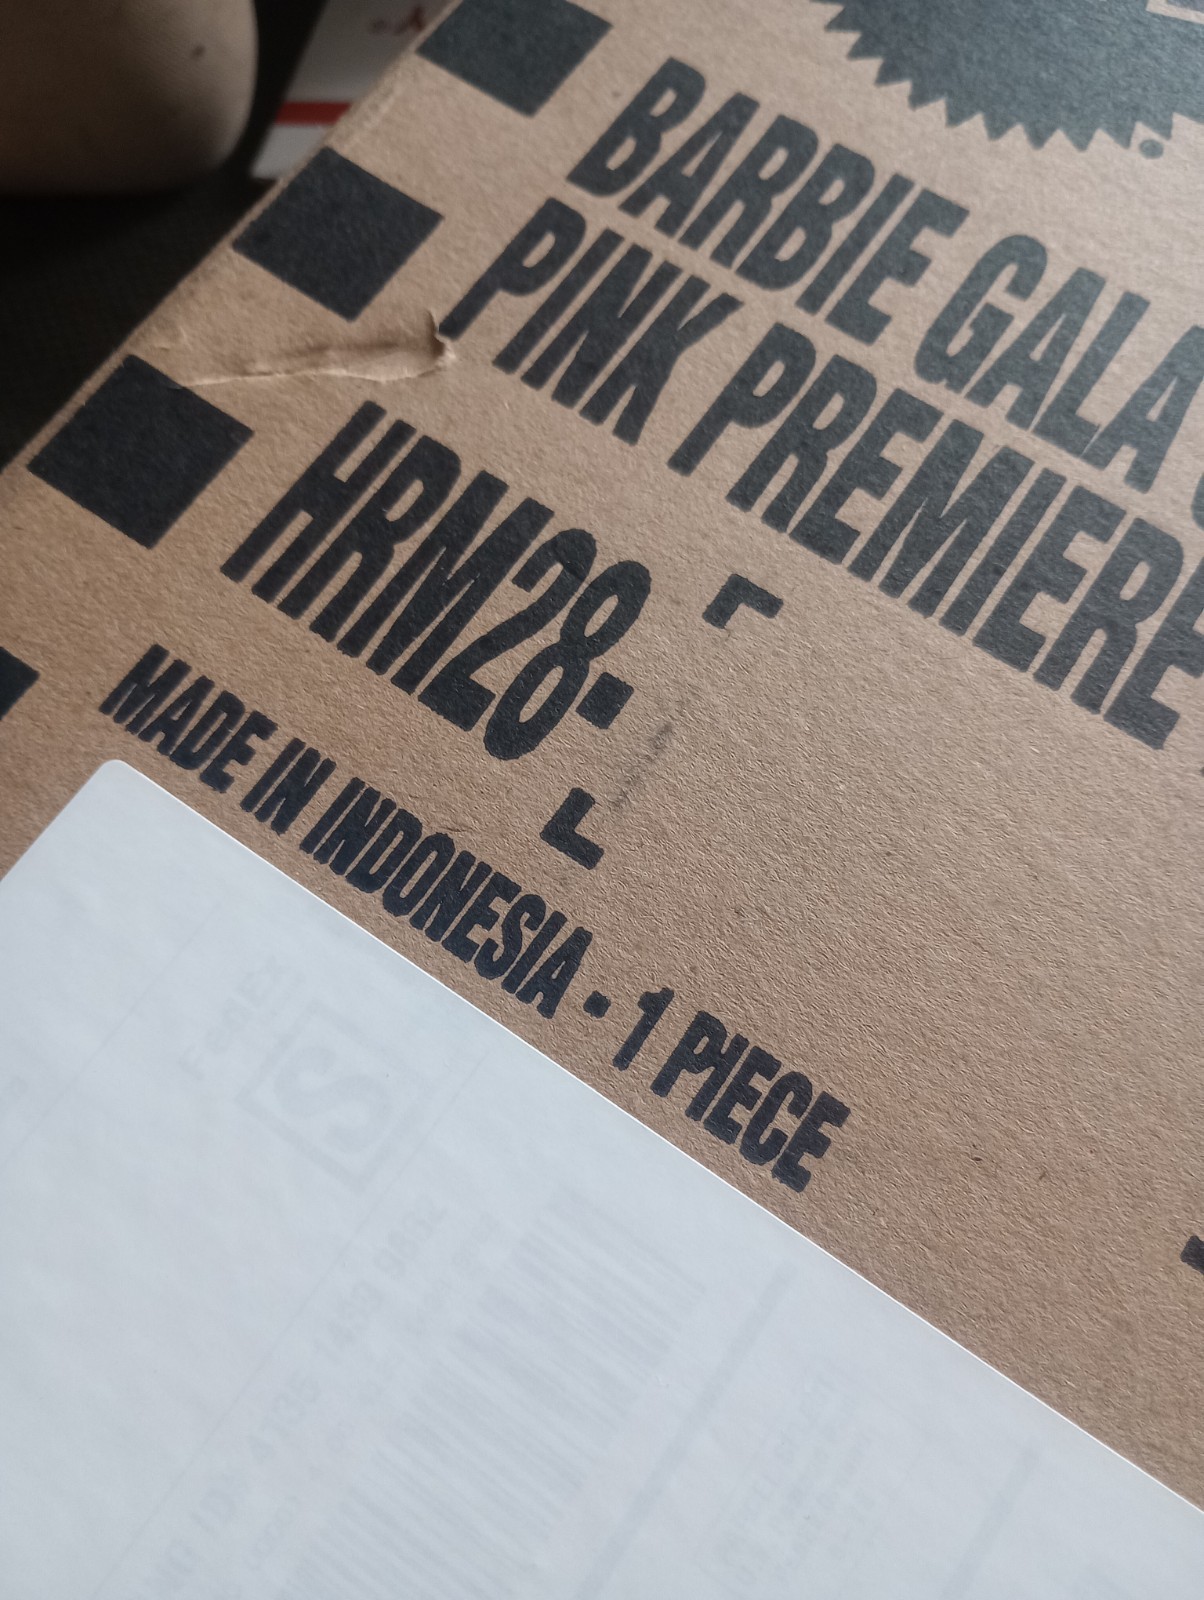 BARBIE GALA
PINK PREMIERE
HRM28-
MADE IN INDONESIA - 1 PIECE